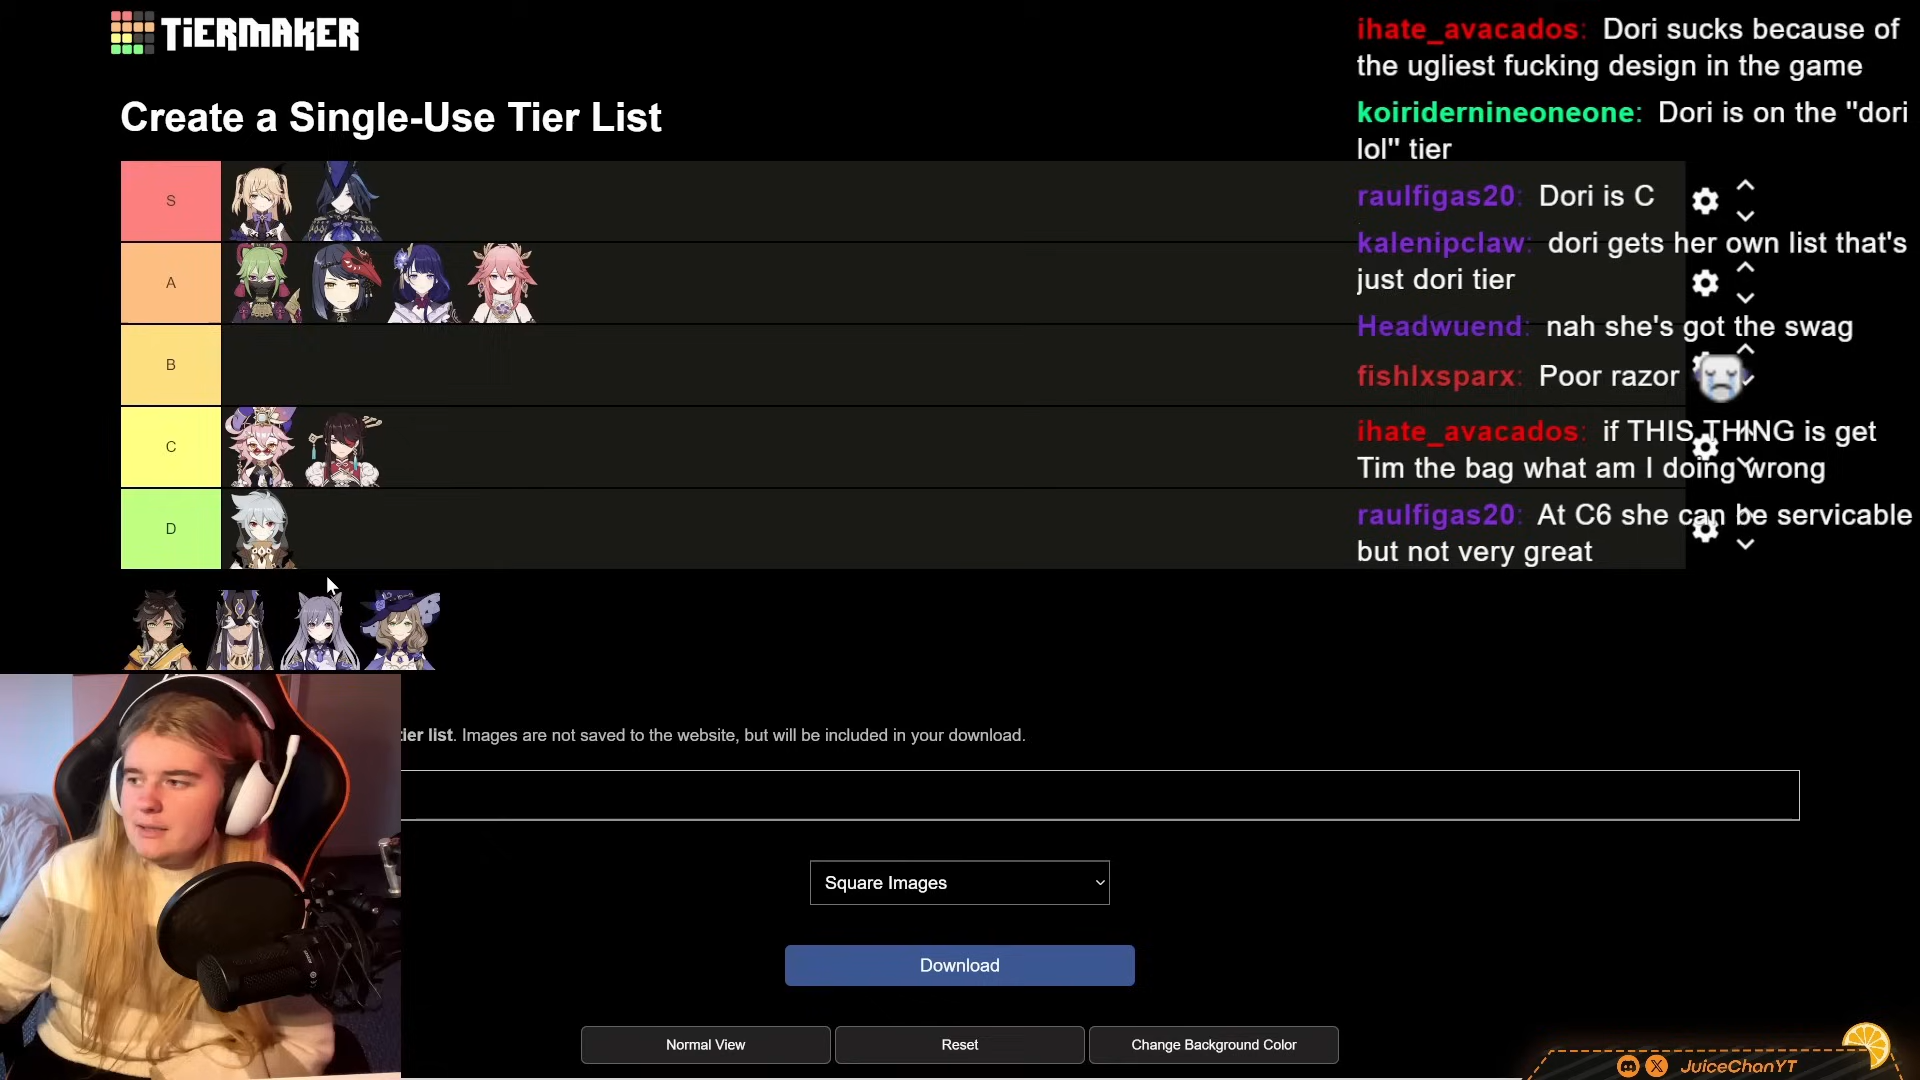 TiERMAKER
Create a Single-Use Tier List
S
A
B
C
D
ihate_avacados: Dori sucks because of
the ugliest fucking design in the game
koiridernineoneone: Dori is on the "dori
lol" tier
raulfigas20: Dori is C
kalenipclaw: dori gets her own list that's
just dori tier
Headwuend: nah she's got the swag
fishlxsparx: Poor razor
ihate_avacados: if THIS THING is get
Tim the bag what am I doing wrong
raulfigas20: At C6 she can be servicable
but not very great
tier list. Images are not saved to the website, but will be included in your download.
Square Images
Download
Normal View
Reset
Change Background Color
JuiceChanYT